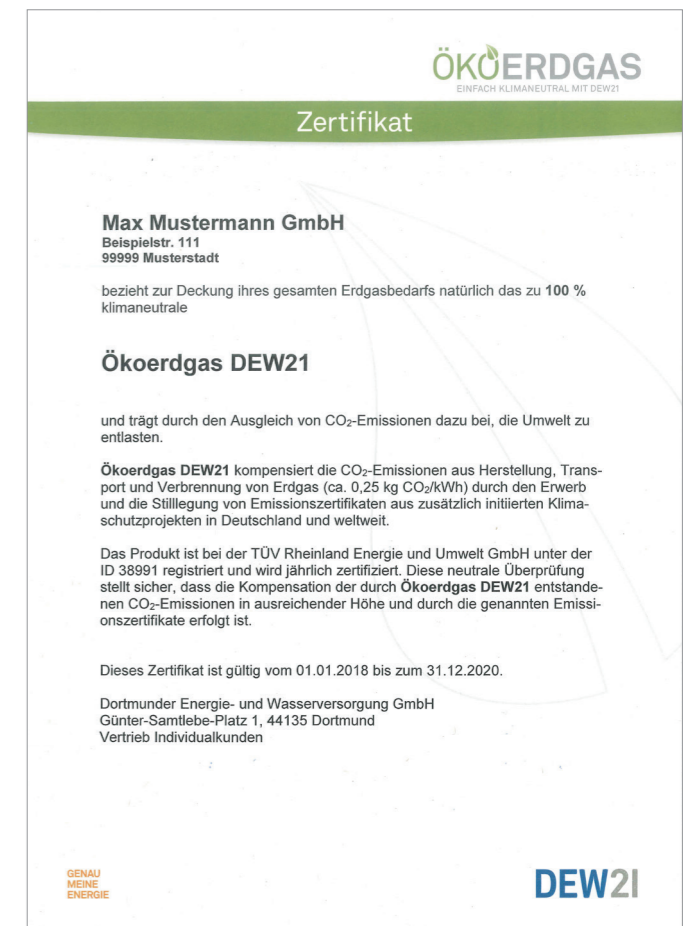 ÖKOERDGAS
EINFACH KLIMANEUTRAL MIT DEW21
Zertifikat
Max Mustermann GmbH
Beispielstr. 111
99999 Musterstadt
bezieht zur Deckung ihres gesamten Erdgasbedarfs natürlich das zu 100 %
klimaneutrale
Ökoerdgas DEW21
und trägt durch den Ausgleich von CO₂-Emissionen dazu bei, die Umwelt zu
entlasten.
Ökoerdgas DEW21 kompensiert die CO₂-Emissionen aus Herstellung, Trans-
port und Verbrennung von Erdgas (ca. 0,25 kg CO₂/kWh) durch den Erwerb
und die Stilllegung von Emissionszertifikaten aus zusätzlich initiierten Klima-
schutzprojekten in Deutschland und weltweit.
Das Produkt ist bei der TÜV Rheinland Energie und Umwelt GmbH unter der
ID 38991 registriert und wird jährlich zertifiziert. Diese neutrale Überprüfung
stellt sicher, dass die Kompensation der durch Ökoerdgas DEW21 entstande-
nen CO₂-Emissionen in ausreichender Höhe und durch die genannten Emissi-
onszertifikate erfolgt ist.
Dieses Zertifikat ist gültig vom 01.01.2018 bis zum 31.12.2020.
Dortmunder Energie- und Wasserversorgung GmbH
Günter-Samtlebe-Platz 1, 44135 Dortmund
Vertrieb Individualkunden
GENAU
MEINE
ENERGIE
DEW21